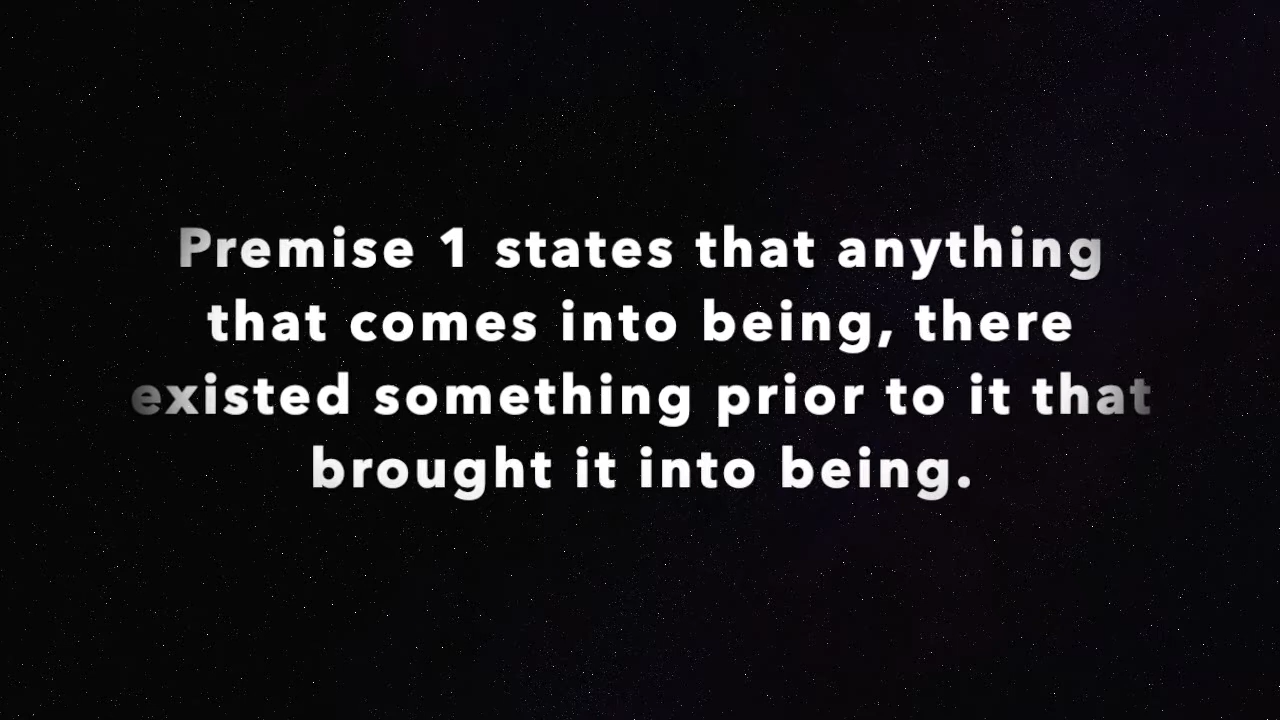 Premise 1 states that anything
that comes into being, there
existed something prior to it that
brought it into being.